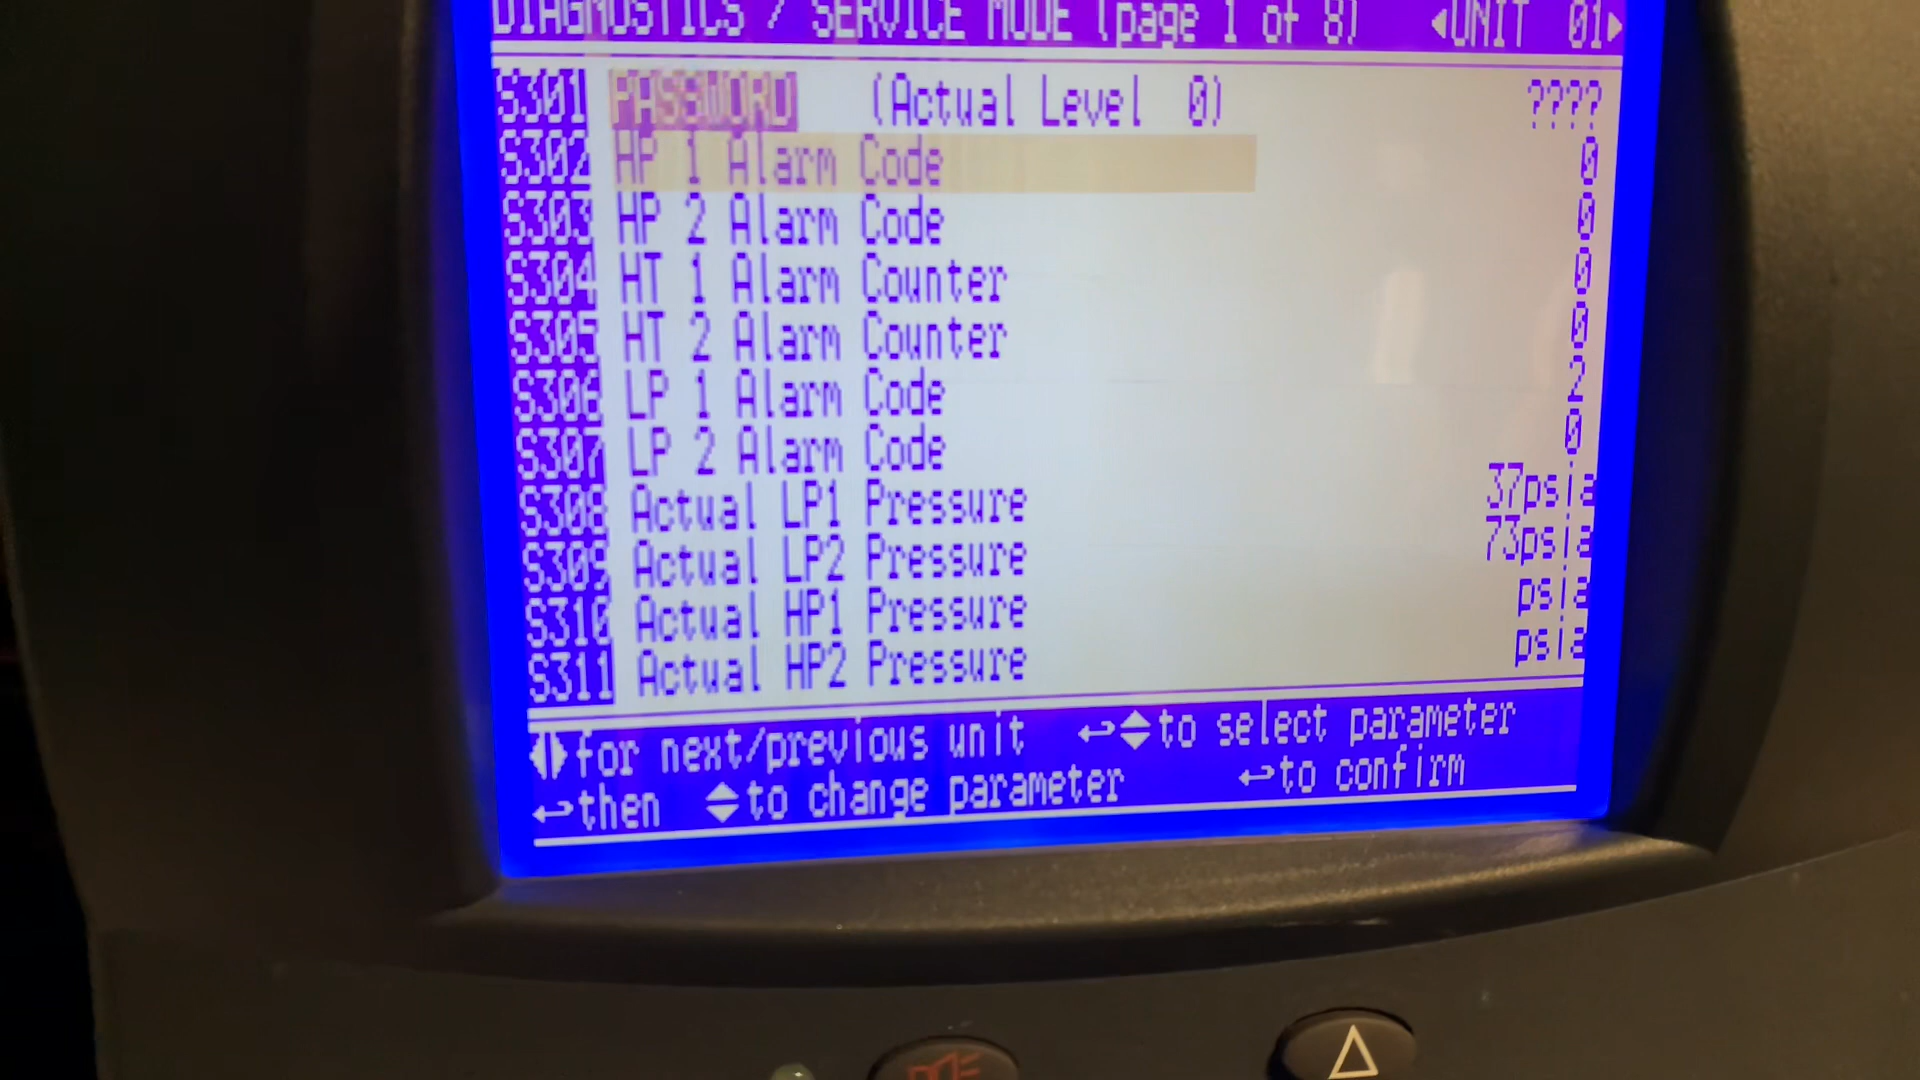 DIAGNOSTICS / SERVICE MODE (page 1 of 8) ◀UNIT 01▶
S301 PASSWORD (Actual Level 0) ????
S302 HP 1 Alarm Code 0
S303 HP 2 Alarm Code 0
S304 HT 1 Alarm Counter 0
S305 HT 2 Alarm Counter 0
S306 LP 1 Alarm Code 2
S307 LP 2 Alarm Code 0
S308 Actual LP1 Pressure 37psia
S309 Actual LP2 Pressure 73psia
S310 Actual HP1 Pressure psia
S311 Actual HP2 Pressure psia
◀▶for next/previous unit ↩▲▼to select parameter
↩then ▲▼to change parameter ↩to confirm